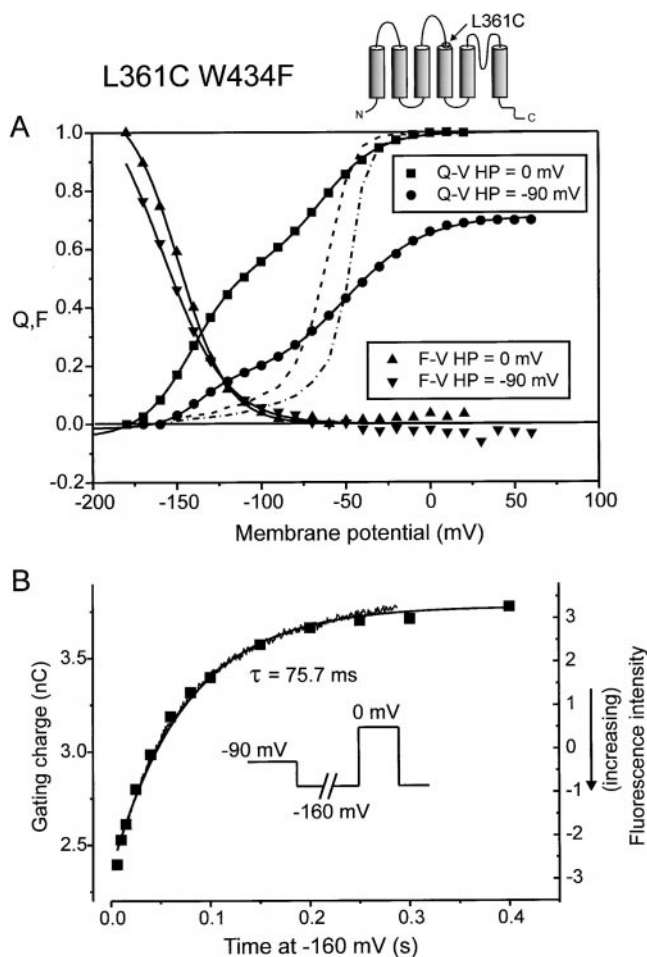 L361C
L361C W434F
N
C
A
1.0
0.8
0.6
Q,F
0.4
0.2
0.0
-0.2
Q-V HP = 0 mV
Q-V HP = -90 mV
F-V HP = 0 mV
F-V HP = -90 mV
-200 -150 -100 -50 0 50 100
Membrane potential (mV)
B
Gating charge (nC)
3.5
3.0
2.5
τ = 75.7 ms
0 mV
-90 mV
-160 mV
3
2
1
0
-1
-2
-3
(increasing)
Fluorescence intensity
0.0 0.1 0.2 0.3 0.4
Time at -160 mV (s)